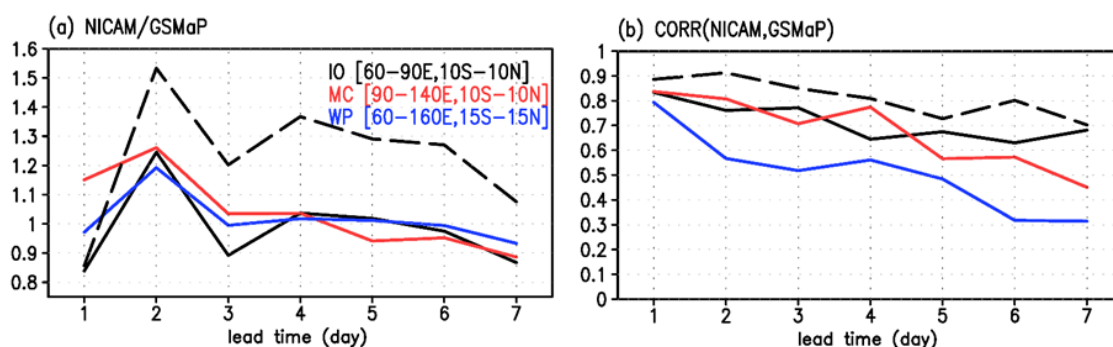 (a) NICAM/GSMaP
1.6
1.5
1.4
1.3
1.2
1.1
1
0.9
0.8
IO [60-90E,10S-10N]
MC [90-140E,10S-10N]
WP [60-160E,15S-15N]
1 2 3 4 5 6 7
lead time (day)
(b) CORR(NICAM,GSMaP)
1
0.9
0.8
0.7
0.6
0.5
0.4
0.3
0.2
0.1
0
1 2 3 4 5 6 7
lead time (day)